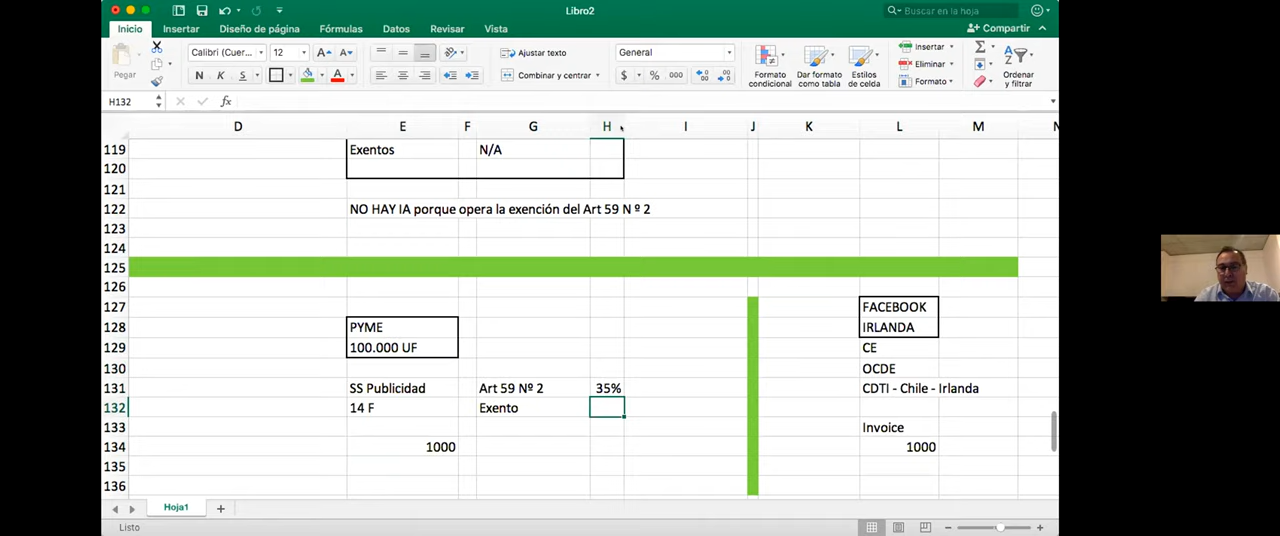 Libro2
Buscar en la hoja
Inicio Insertar Diseño de página Fórmulas Datos Revisar Vista
Compartir
Pegar
Calibri (Cuer... 12
N K S
Ajustar texto
Combinar y centrar
General
$ % 000
Formato condicional
Dar formato como tabla
Estilos de celda
Insertar
Eliminar
Formato
Ordenar y filtrar
H132 fx
D E F G H I J K L M N
119 Exentos N/A
120
121
122 NO HAY IA porque opera la exención del Art 59 N º 2
123
124
125
126
127 FACEBOOK
128 PYME IRLANDA
129 100.000 UF CE
130 OCDE
131 SS Publicidad Art 59 Nº 2 35% CDTI - Chile - Irlanda
132 14 F Exento
133 Invoice
134 1000 1000
135
136
Hoja1
Listo